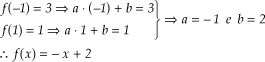 f(–1) = 3 ⇒ a · (–1) + b = 3
f(1) = 1 ⇒ a · 1 + b = 1
} ⇒ a = –1 e b = 2
∴ f(x) = – x + 2